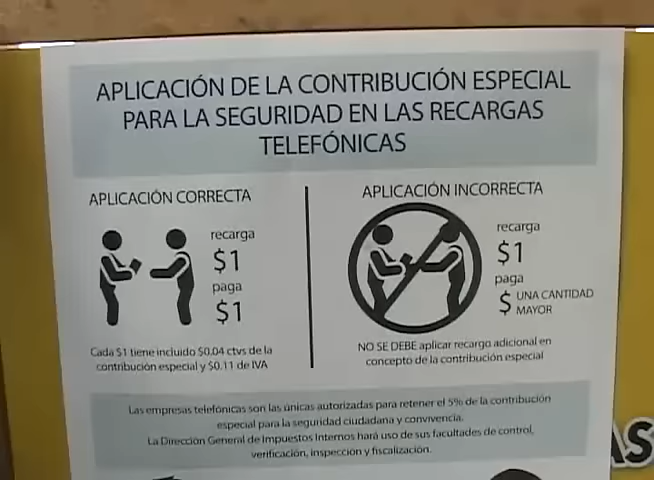 APLICACIÓN DE LA CONTRIBUCIÓN ESPECIAL
PARA LA SEGURIDAD EN LAS RECARGAS
TELEFÓNICAS
APLICACIÓN CORRECTA
recarga
$1
paga
$1
Cada $1 tiene incluido $0.04 ctvs de la
contribución especial y $0.11 de IVA
APLICACIÓN INCORRECTA
recarga
$1
paga
$ UNA CANTIDAD
MAYOR
NO SE DEBE aplicar recargo adicional en
concepto de la contribución especial
Las empresas telefónicas son las únicas autorizadas para retener el 5% de la contribución
especial para la seguridad ciudadana y convivencia.
La Dirección General de Impuestos Internos hará uso de sus facultades de control,
verificación, inspección y fiscalización.
AS